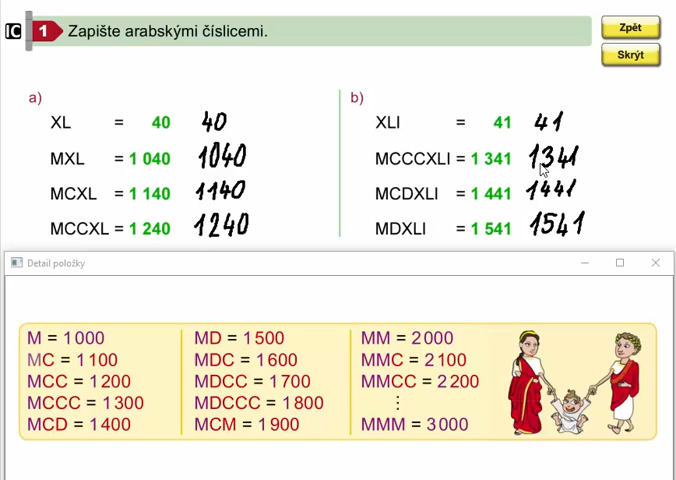 IC 1 Zapište arabskými číslicemi.
Zpět
Skrýt
a)
XL = 40 40
MXL = 1 040 1040
MCXL = 1 140 1140
MCCXL = 1 240 1240
b)
XLI = 41 41
MCCCXLI = 1 341 1341
MCDXLI = 1 441 1441
MDXLI = 1 541 1541
Detail položky
M = 1000
MC = 1100
MCC = 1200
MCCC = 1300
MCD = 1400
MD = 1500
MDC = 1600
MDCC = 1700
MDCCC = 1800
MCM = 1900
MM = 2000
MMC = 2100
MMCC = 2200
⋮
MMM = 3000